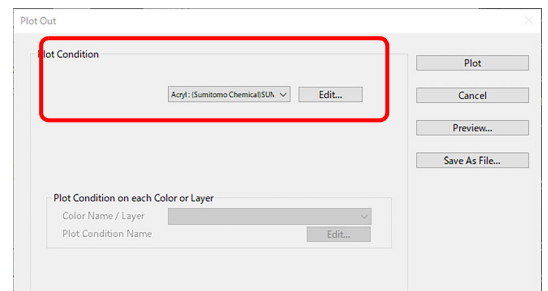 Plot Out
Plot Condition
Plot
Acryl : (Sumitomo Chemical)SUM
Edit...
Cancel
Preview...
Save As File...
Plot Condition on each Color or Layer
Color Name / Layer
Plot Condition Name
Edit...